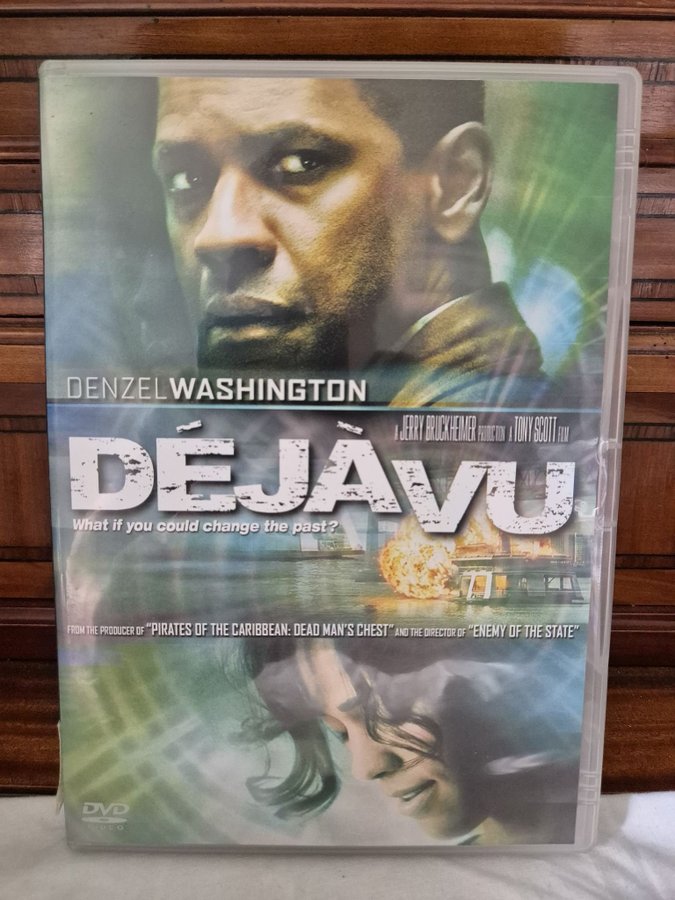 DENZEL WASHINGTON
A JERRY BRUCKHEIMER PRODUCTION A TONY SCOTT FILM
DÉJÀ VU
What if you could change the past?
FROM THE PRODUCER OF "PIRATES OF THE CARIBBEAN: DEAD MAN'S CHEST" AND THE DIRECTOR OF "ENEMY OF THE STATE"
DVD
VIDEO